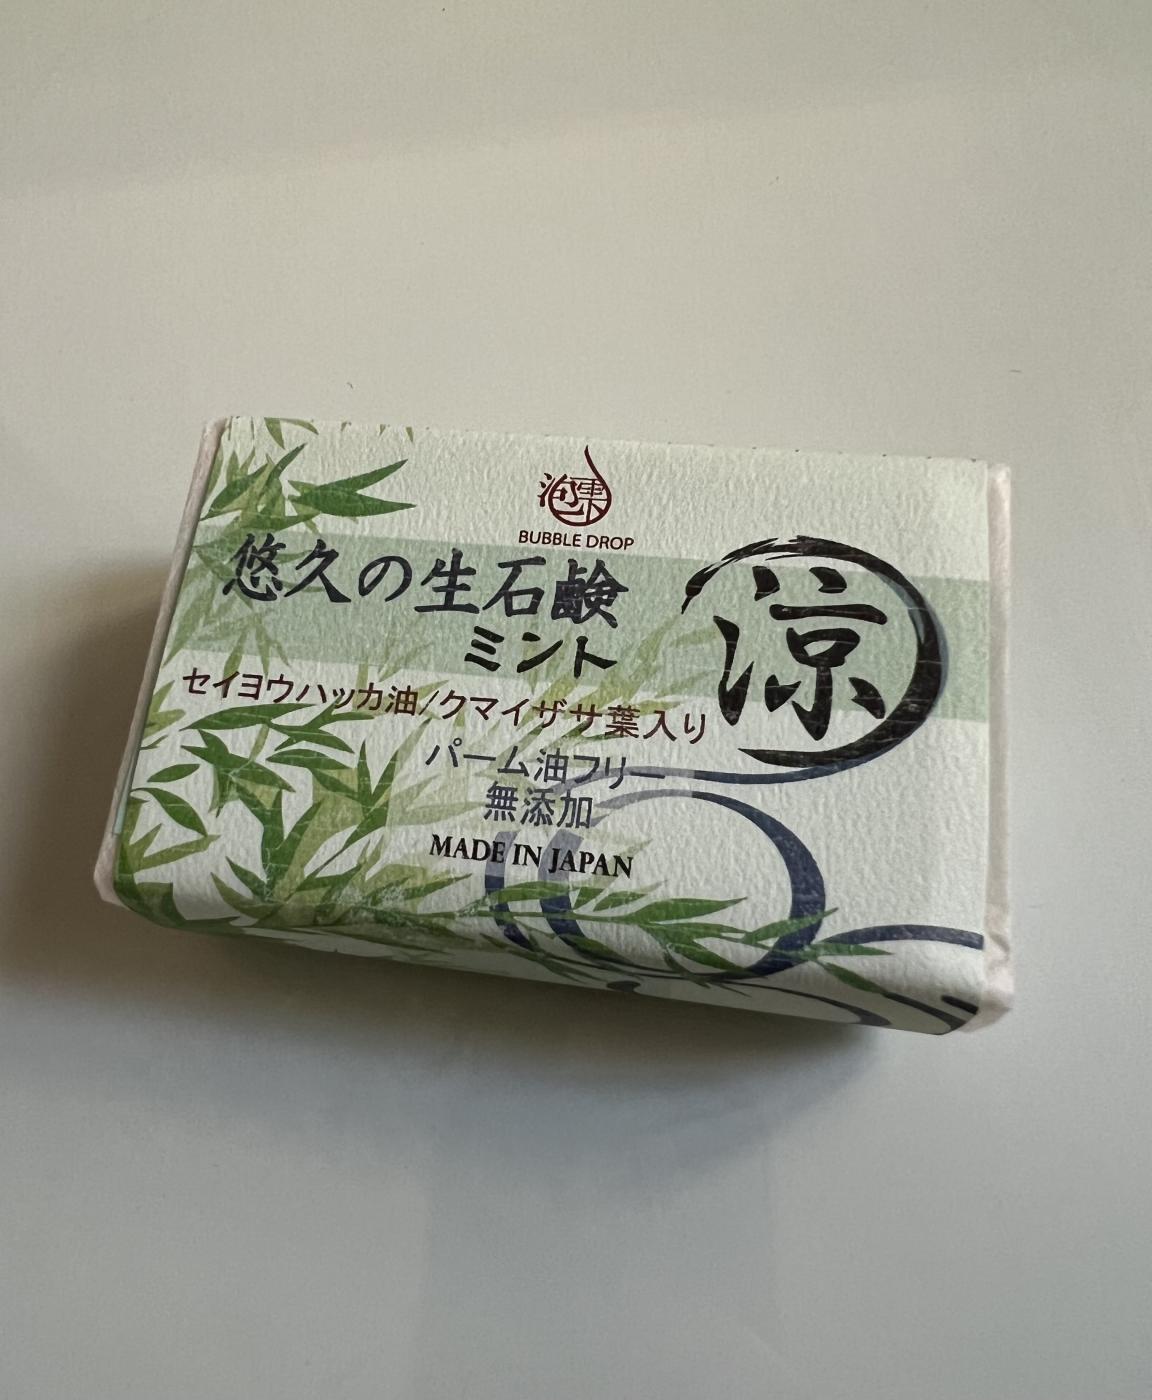 泡雫
BUBBLE DROP
悠久の生石鹸
ミント
涼
セイヨウハッカ油/クマイザサ葉入り
パーム油フリー
無添加
MADE IN JAPAN